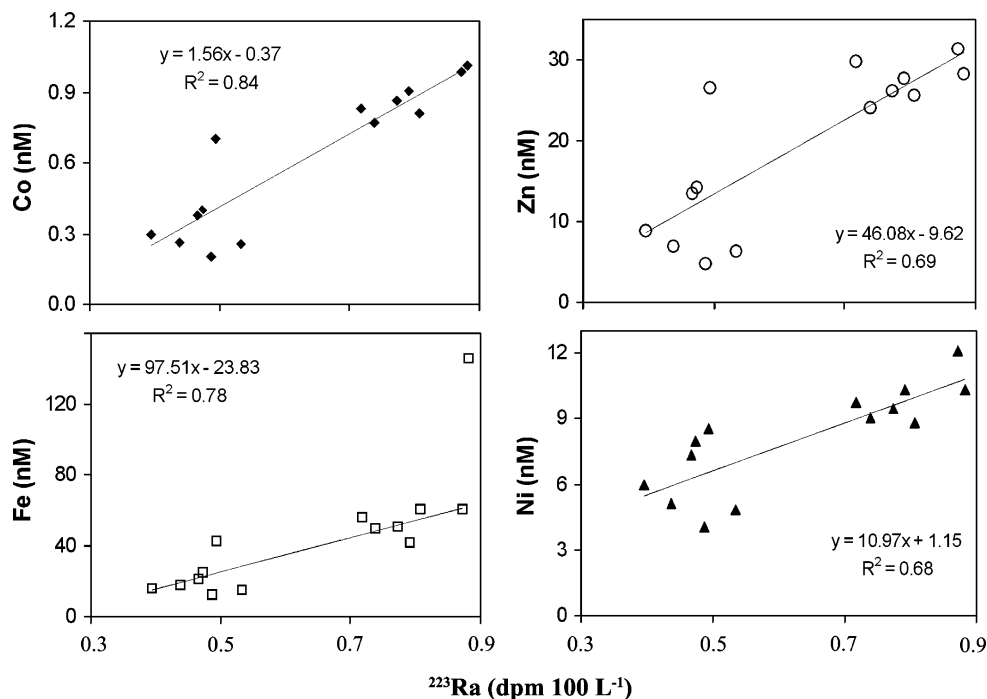 1.2
0.9
0.6
0.3
0.0
Co (nM)
y = 1.56x - 0.37
R² = 0.84
30
20
10
0
Zn (nM)
y = 46.08x - 9.62
R² = 0.69
120
80
40
0
Fe (nM)
y = 97.51x - 23.83
R² = 0.78
0.3 0.5 0.7 0.9
12
9
6
3
0
Ni (nM)
y = 10.97x + 1.15
R² = 0.68
0.3 0.5 0.7 0.9
²²³Ra (dpm 100 L⁻¹)